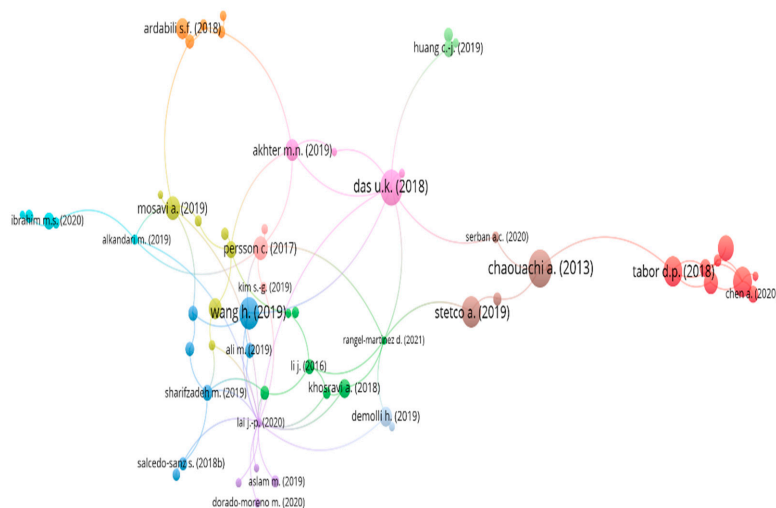 ardabili s.f. (2018)
huang c.-j. (2019)
akhter m.n. (2019)
das u.k. (2018)
mosavi a. (2019)
ibrahim m.s. (2020)
alkandari m. (2019)
persson c. (2017)
serban a.c. (2020)
chaouachi a. (2013)
tabor d.p. (2018)
chen a. (2020
kim s.-g. (2019)
wang h. (2019)
stetco a. (2019)
rangel-martinez d. (2021)
ali m. (2019)
li j. (2016)
sharifzadeh m. (2019)
khosravi a. (2018)
lai j.-p. (2020)
demolli h. (2019)
salcedo-sanz s. (2018b)
aslam m. (2019)
dorado-moreno m. (2020)